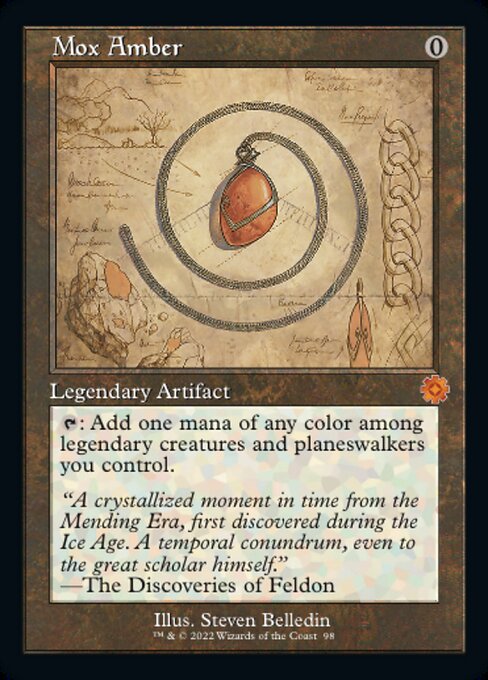 Mox Amber 0
Legendary Artifact
: Add one mana of any color among
legendary creatures and planeswalkers
you control.
“A crystallized moment in time from the
Mending Era, first discovered during the
Ice Age. A temporal conundrum, even to
the great scholar himself.”
—The Discoveries of Feldon
Illus. Steven Belledin
™ & © 2022 Wizards of the Coast 98